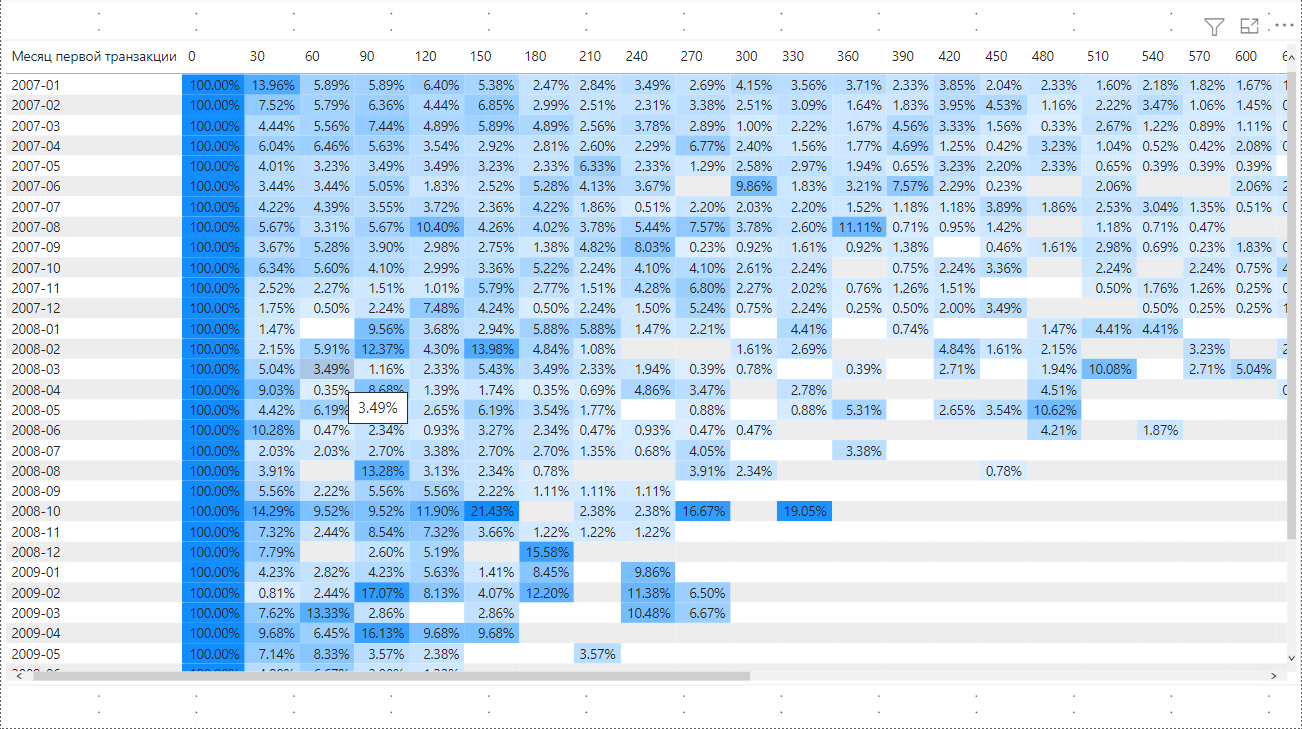 Месяц первой транзакции 0 30 60 90 120 150 180 210 240 270 300 330 360 390 420 450 480 510 540 570 600
2007-01 100.00% 13.96% 5.89% 5.89% 6.40% 5.38% 2.47% 2.84% 3.49% 2.69% 4.15% 3.56% 3.71% 2.33% 3.85% 2.04% 2.33% 1.60% 2.18% 1.82% 1.67%
2007-02 100.00% 7.52% 5.79% 6.36% 4.44% 6.85% 2.99% 2.51% 2.31% 3.38% 2.51% 3.09% 1.64% 1.83% 3.95% 4.53% 1.16% 2.22% 3.47% 1.06% 1.45%
2007-03 100.00% 4.44% 5.56% 7.44% 4.89% 5.89% 4.89% 2.56% 3.78% 2.89% 1.00% 2.22% 1.67% 4.56% 3.33% 1.56% 0.33% 2.67% 1.22% 0.89% 1.11%
2007-04 100.00% 6.04% 6.46% 5.63% 3.54% 2.92% 2.81% 2.60% 2.29% 6.77% 2.40% 1.56% 1.77% 4.69% 1.25% 0.42% 3.23% 1.04% 0.52% 0.42% 2.08%
2007-05 100.00% 4.01% 3.23% 3.49% 3.49% 3.23% 2.33% 6.33% 2.33% 1.29% 2.58% 2.97% 1.94% 0.65% 3.23% 2.20% 2.33% 0.65% 0.39% 0.39% 0.39%
2007-06 100.00% 3.44% 3.44% 5.05% 1.83% 2.52% 5.28% 4.13% 3.67% 9.86% 1.83% 3.21% 7.57% 2.29% 0.23% 2.06% 2.06%
2007-07 100.00% 4.22% 4.39% 3.55% 3.72% 2.36% 4.22% 1.86% 0.51% 2.20% 2.03% 2.20% 1.52% 1.18% 1.18% 3.89% 1.86% 2.53% 3.04% 1.35% 0.51%
2007-08 100.00% 5.67% 3.31% 5.67% 10.40% 4.26% 4.02% 3.78% 5.44% 7.57% 3.78% 2.60% 11.11% 0.71% 0.95% 1.42% 1.18% 0.71% 0.47%
2007-09 100.00% 3.67% 5.28% 3.90% 2.98% 2.75% 1.38% 4.82% 8.03% 0.23% 0.92% 1.61% 0.92% 1.38% 0.46% 1.61% 2.98% 0.69% 0.23% 1.83%
2007-10 100.00% 6.34% 5.60% 4.10% 2.99% 3.36% 5.22% 2.24% 4.10% 4.10% 2.61% 2.24% 0.75% 2.24% 3.36% 2.24% 2.24% 0.75%
2007-11 100.00% 2.52% 2.27% 1.51% 1.01% 5.79% 2.77% 1.51% 4.28% 6.80% 2.27% 2.02% 0.76% 1.26% 1.51% 0.50% 1.76% 1.26% 0.25%
2007-12 100.00% 1.75% 0.50% 2.24% 7.48% 4.24% 0.50% 2.24% 1.50% 5.24% 0.75% 2.24% 0.25% 0.50% 2.00% 3.49% 0.50% 0.25% 0.25%
2008-01 100.00% 1.47% 9.56% 3.68% 2.94% 5.88% 5.88% 1.47% 2.21% 4.41% 0.74% 1.47% 4.41% 4.41%
2008-02 100.00% 2.15% 5.91% 12.37% 4.30% 13.98% 4.84% 1.08% 1.61% 2.69% 4.84% 1.61% 2.15% 3.23%
2008-03 100.00% 5.04% 3.49% 1.16% 2.33% 5.43% 3.49% 2.33% 1.94% 0.39% 0.78% 0.39% 2.71% 1.94% 10.08% 2.71% 5.04%
2008-04 100.00% 9.03% 0.35% 8.68% 1.39% 1.74% 0.35% 0.69% 4.86% 3.47% 2.78% 4.51%
2008-05 100.00% 4.42% 6.19% 3.49% 2.65% 6.19% 3.54% 1.77% 0.88% 0.88% 5.31% 2.65% 3.54% 10.62%
2008-06 100.00% 10.28% 0.47% 2.34% 0.93% 3.27% 2.34% 0.47% 0.93% 0.47% 0.47% 4.21% 1.87%
2008-07 100.00% 2.03% 2.03% 2.70% 3.38% 2.70% 2.70% 1.35% 0.68% 4.05% 3.38%
2008-08 100.00% 3.91% 13.28% 3.13% 2.34% 0.78% 3.91% 2.34% 0.78%
2008-09 100.00% 5.56% 2.22% 5.56% 5.56% 2.22% 1.11% 1.11% 1.11%
2008-10 100.00% 14.29% 9.52% 9.52% 11.90% 21.43% 2.38% 2.38% 16.67% 19.05%
2008-11 100.00% 7.32% 2.44% 8.54% 7.32% 3.66% 1.22% 1.22% 1.22%
2008-12 100.00% 7.79% 2.60% 5.19% 15.58%
2009-01 100.00% 4.23% 2.82% 4.23% 5.63% 1.41% 8.45% 9.86%
2009-02 100.00% 0.81% 2.44% 17.07% 8.13% 4.07% 12.20% 11.38% 6.50%
2009-03 100.00% 7.62% 13.33% 2.86% 2.86% 10.48% 6.67%
2009-04 100.00% 9.68% 6.45% 16.13% 9.68% 9.68%
2009-05 100.00% 7.14% 8.33% 3.57% 2.38% 3.57%